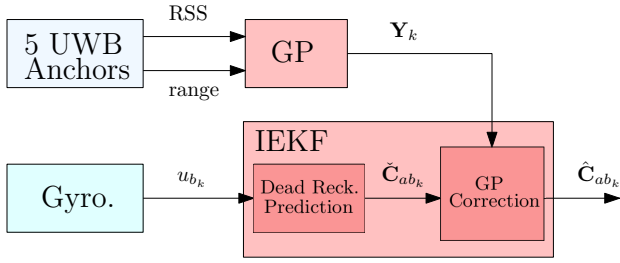 RSS
5 UWB
Anchors
GP
range
𝐘ₖ
IEKF
Gyro.
u_{b_k}
Dead Reck.
Prediction
Č_{ab_k}
GP
Correction
Ĉ_{ab_k}